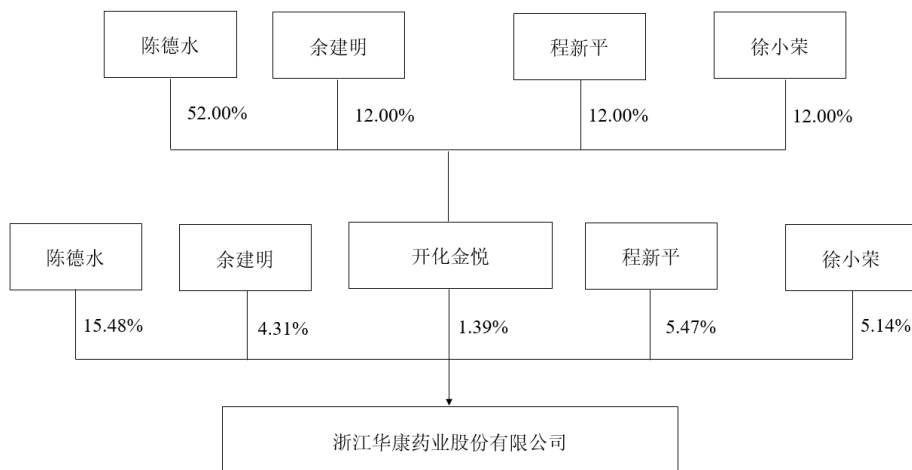 陈德水
余建明
程新平
徐小荣
52.00%
12.00%
12.00%
12.00%
陈德水
余建明
开化金悦
程新平
徐小荣
15.48%
4.31%
1.39%
5.47%
5.14%
浙江华康药业股份有限公司